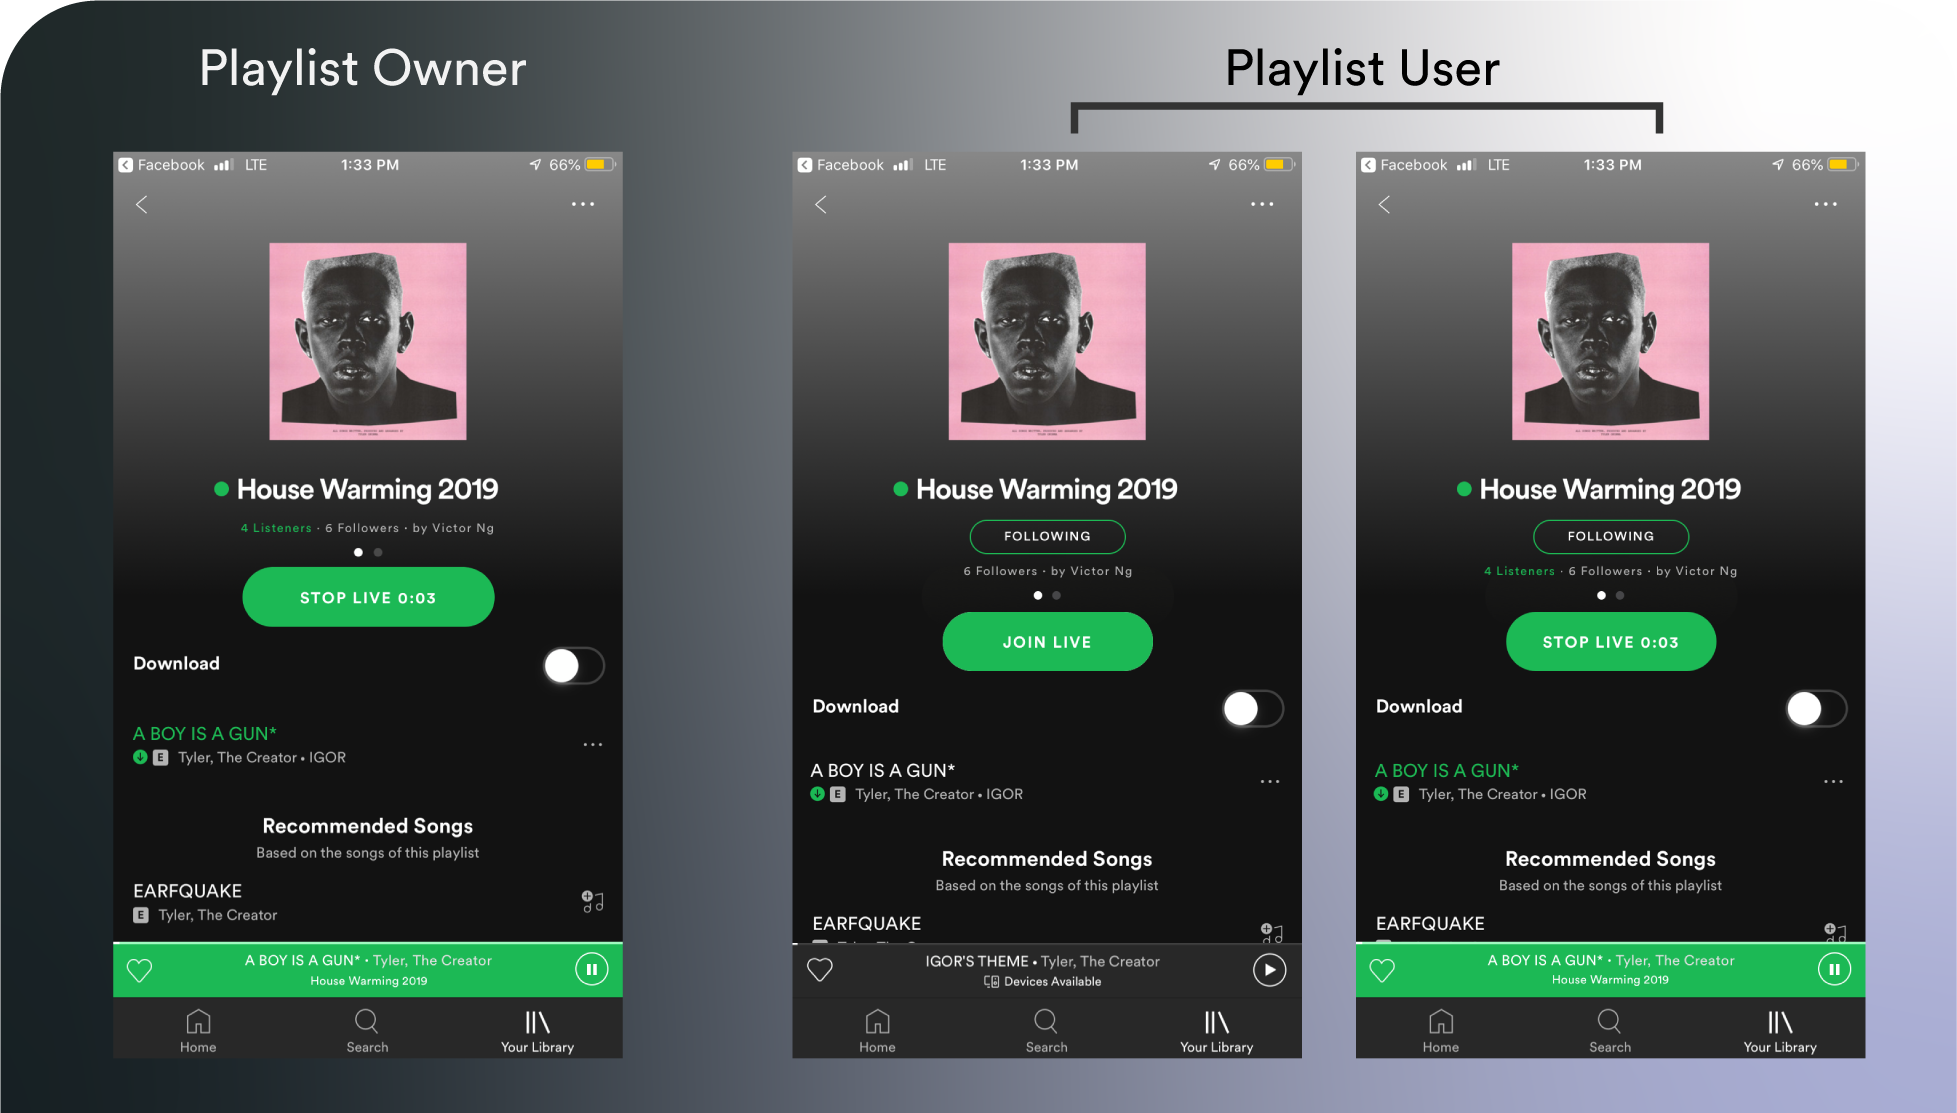 Playlist Owner
Playlist User
Facebook LTE 1:33 PM 66%
House Warming 2019
4 Listeners · 6 Followers · by Victor Ng
STOP LIVE 0:03
Download
A BOY IS A GUN*
E Tyler, The Creator • IGOR
Recommended Songs
Based on the songs of this playlist
EARFQUAKE
E Tyler, The Creator
A BOY IS A GUN* • Tyler, The Creator
House Warming 2019
Home Search Your Library
Facebook LTE 1:33 PM 66%
House Warming 2019
FOLLOWING
6 Followers · by Victor Ng
JOIN LIVE
Download
A BOY IS A GUN*
E Tyler, The Creator • IGOR
Recommended Songs
Based on the songs of this playlist
EARFQUAKE
IGOR'S THEME • Tyler, The Creator
Devices Available
Home Search Your Library
Facebook LTE 1:33 PM 66%
House Warming 2019
FOLLOWING
4 Listeners · 6 Followers · by Victor Ng
STOP LIVE 0:03
Download
A BOY IS A GUN*
E Tyler, The Creator • IGOR
Recommended Songs
Based on the songs of this playlist
EARFQUAKE
A BOY IS A GUN* • Tyler, The Creator
House Warming 2019
Home Search Your Library